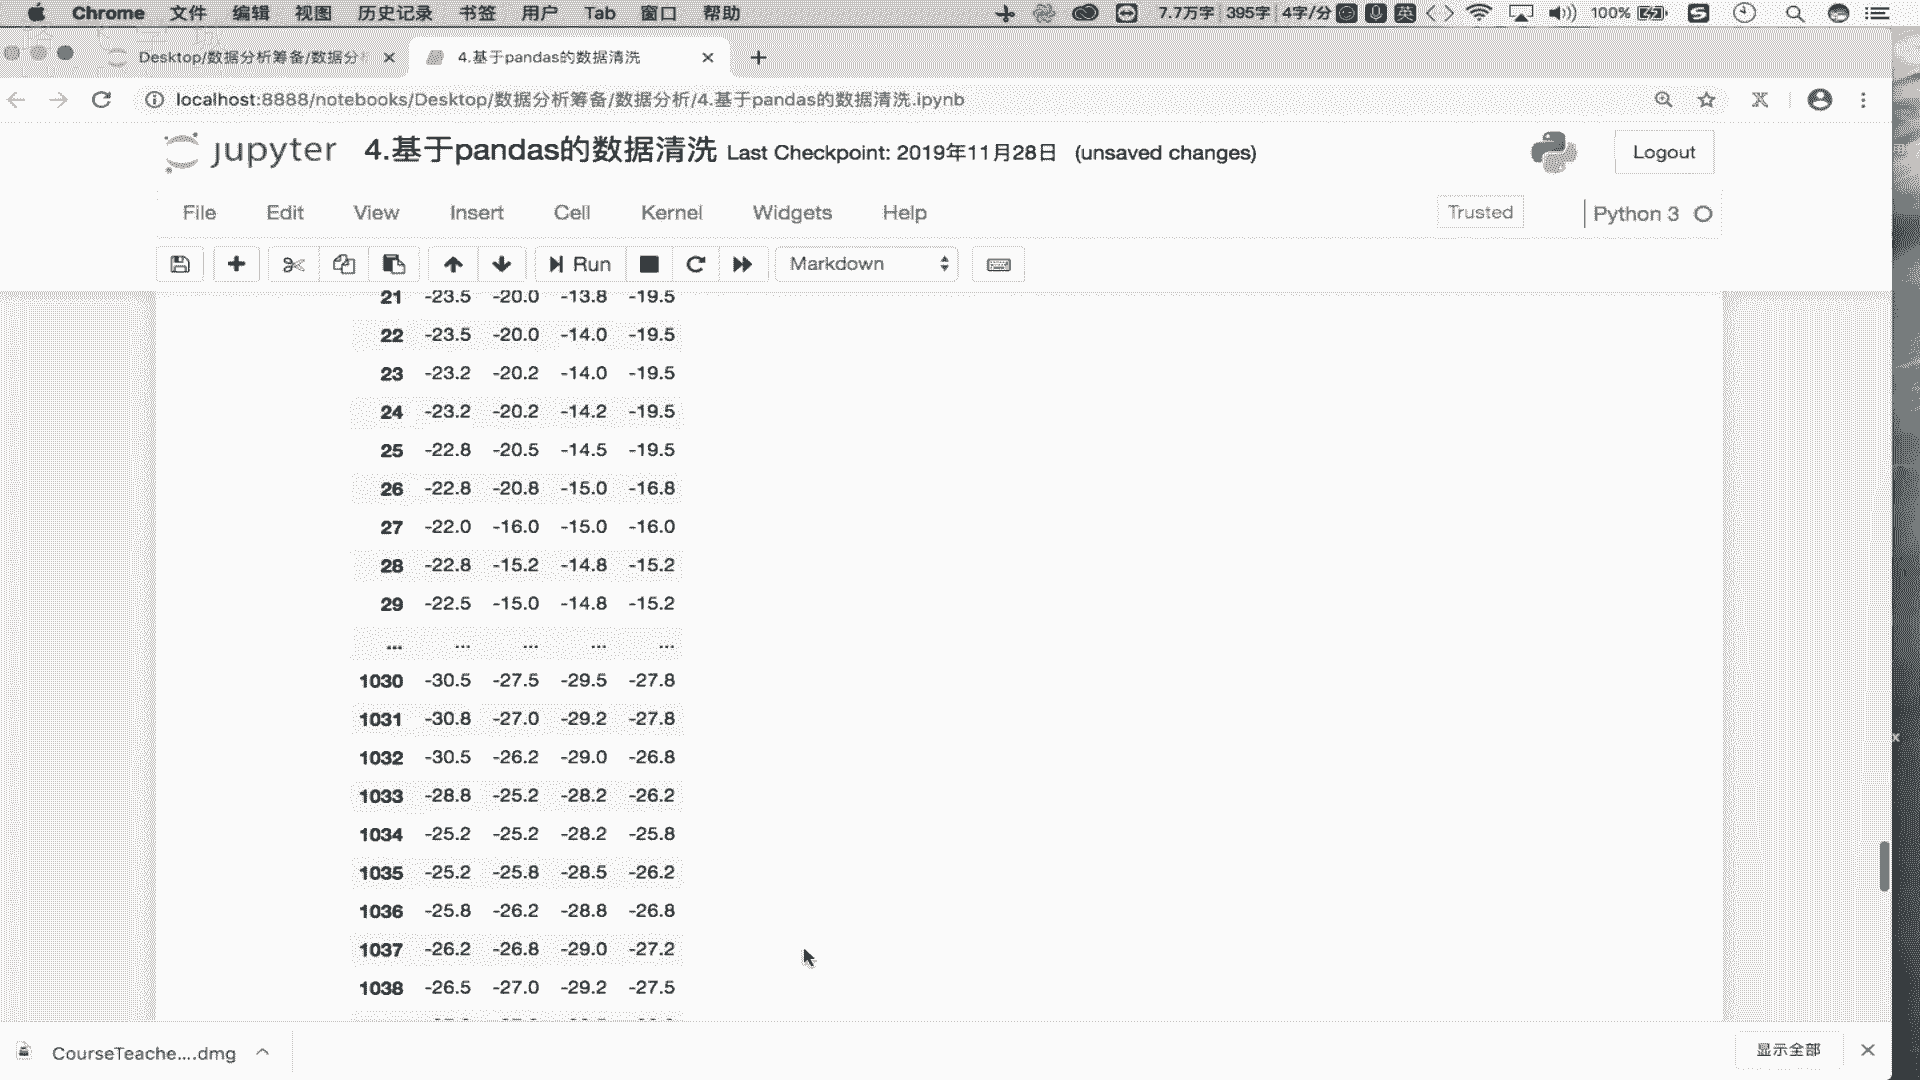 Chrome 文件 编辑 视图 历史记录 书签 用户 Tab 窗口 帮助 7.7万字 395字 4字/分 英 100%
Desktop/数据分析筹备/数据分 4.基于pandas的数据清洗
localhost:8888/notebooks/Desktop/数据分析筹备/数据分析/4.基于pandas的数据清洗.ipynb
jupyter 4.基于pandas的数据清洗 Last Checkpoint: 2019年11月28日 (unsaved changes) Logout
File Edit View Insert Cell Kernel Widgets Help Trusted Python 3
Run Markdown
21 -23.5 -20.0 -13.8 -19.5
22 -23.5 -20.0 -14.0 -19.5
23 -23.2 -20.2 -14.0 -19.5
24 -23.2 -20.2 -14.2 -19.5
25 -22.8 -20.5 -14.5 -19.5
26 -22.8 -20.8 -15.0 -16.8
27 -22.0 -16.0 -15.0 -16.0
28 -22.8 -15.2 -14.8 -15.2
29 -22.5 -15.0 -14.8 -15.2
... ... ... ... ...
1030 -30.5 -27.5 -29.5 -27.8
1031 -30.8 -27.0 -29.2 -27.8
1032 -30.5 -26.2 -29.0 -26.8
1033 -28.8 -25.2 -28.2 -26.2
1034 -25.2 -25.2 -28.2 -25.8
1035 -25.2 -25.8 -28.5 -26.2
1036 -25.8 -26.2 -28.8 -26.8
1037 -26.2 -26.8 -29.0 -27.2
1038 -26.5 -27.0 -29.2 -27.5
CourseTeache....dmg 显示全部